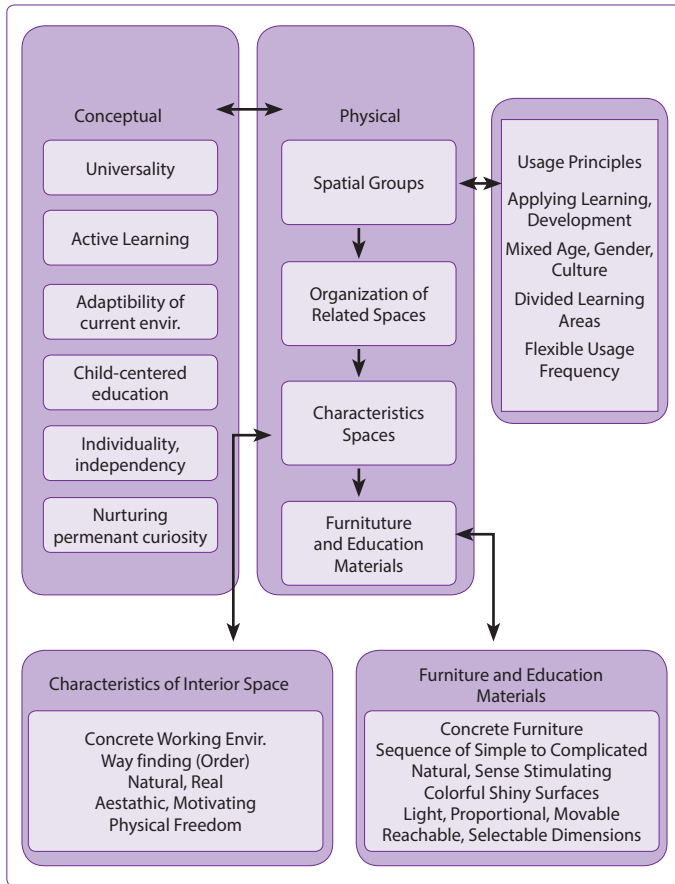 Conceptual
Universality
Active Learning
Adaptibility of
current envir.
Child-centered
education
Individuality,
independency
Nurturing
permenant curiosity
Physical
Spatial Groups
Organization of
Related Spaces
Characteristics
Spaces
Furnituture
and Education
Materials
Usage Principles
Applying Learning,
Development
Mixed Age, Gender,
Culture
Divided Learning
Areas
Flexible Usage
Frequency
Characteristics of Interior Space
Concrete Working Envir.
Way finding (Order)
Natural, Real
Aestathic, Motivating
Physical Freedom
Furniture and Education
Materials
Concrete Furniture
Sequence of Simple to Complicated
Natural, Sense Stimulating
Colorful Shiny Surfaces
Light, Proportional, Movable
Reachable, Selectable Dimensions